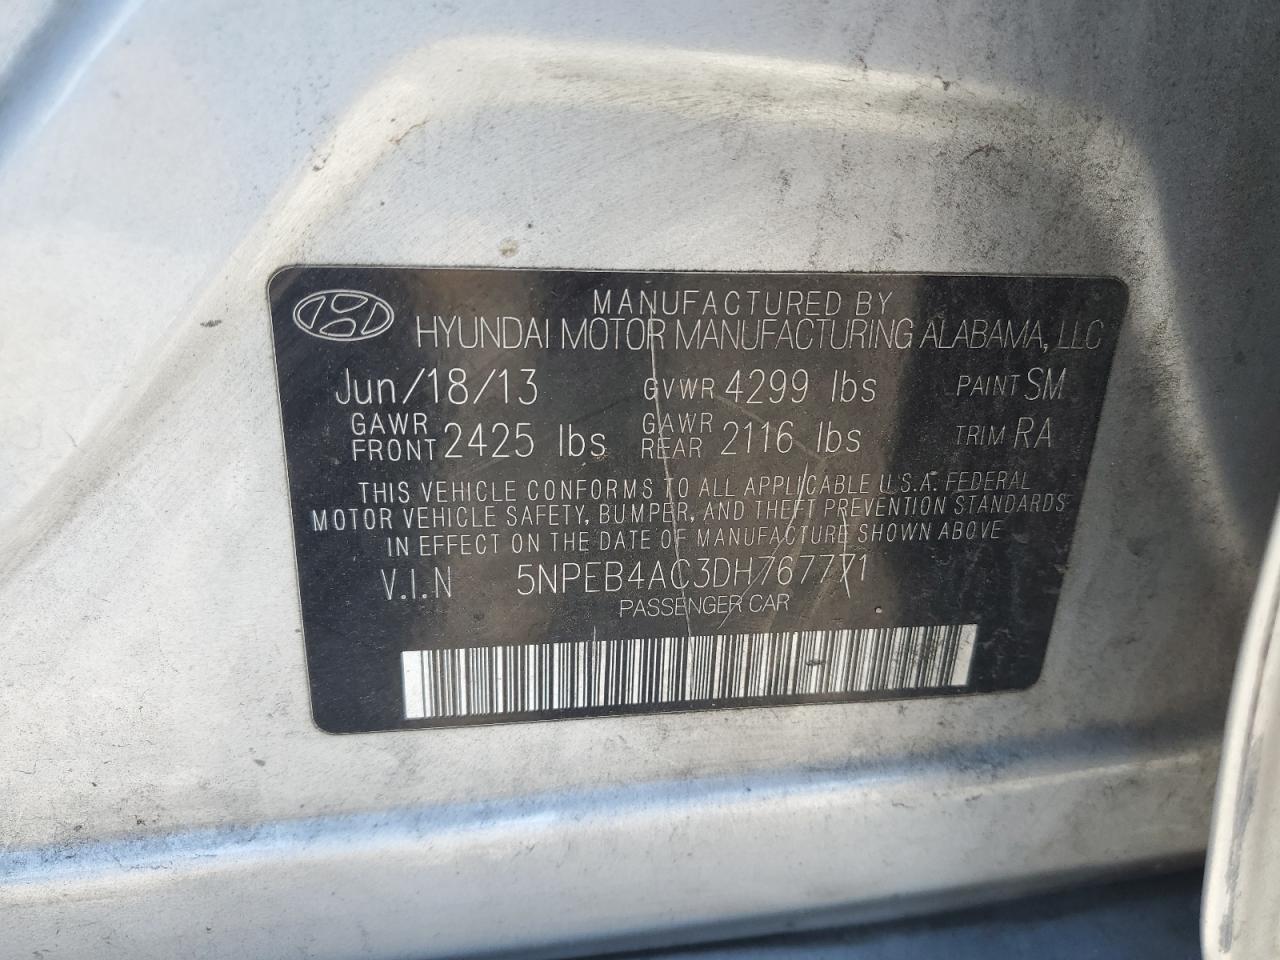 MANUFACTURED BY
HYUNDAI MOTOR MANUFACTURING ALABAMA, LLC
Jun/18/13 GVWR 4299 lbs PAINT SM
GAWR FRONT 2425 lbs GAWR REAR 2116 lbs TRIM RA
THIS VEHICLE CONFORMS TO ALL APPLICABLE U.S.A. FEDERAL
MOTOR VEHICLE SAFETY, BUMPER, AND THEFT PREVENTION STANDARDS
IN EFFECT ON THE DATE OF MANUFACTURE SHOWN ABOVE
V.I.N 5NPEB4AC3DH767771
PASSENGER CAR